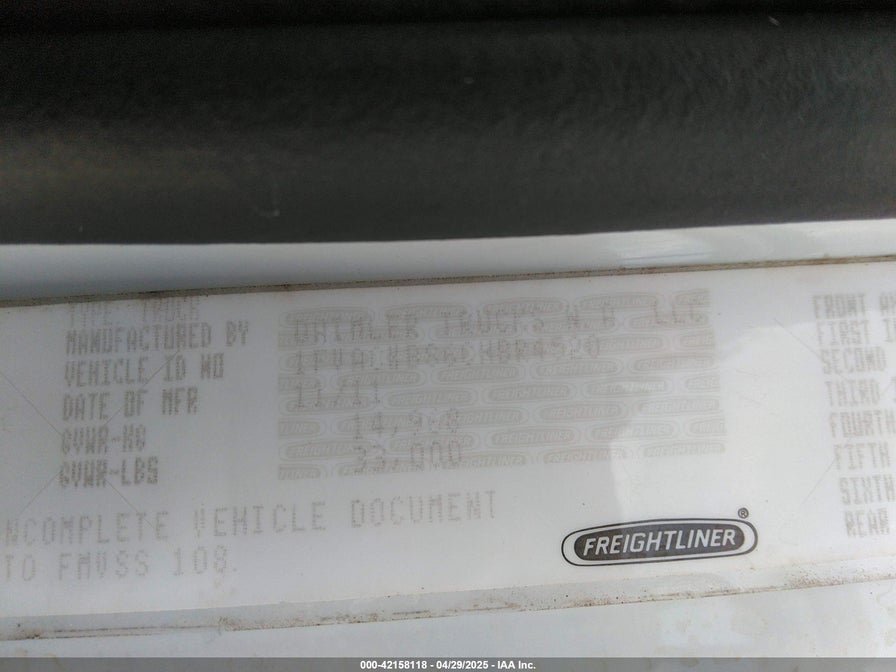 TYPE TRUCK
MANUFACTURED BY DAIMLER TRUCKS N.A. LLC
VEHICLE ID NO
DATE OF MFR 11/11
GVWR-KG
GVWR-LBS 33,000
INCOMPLETE VEHICLE DOCUMENT
TO FMVSS 108.
FRONT
FIRST
SECOND
THIRD
FOURTH
FIFTH
SIXTH
REAR
FREIGHTLINER®
000-42158118 - 04/29/2025 - IAA Inc.